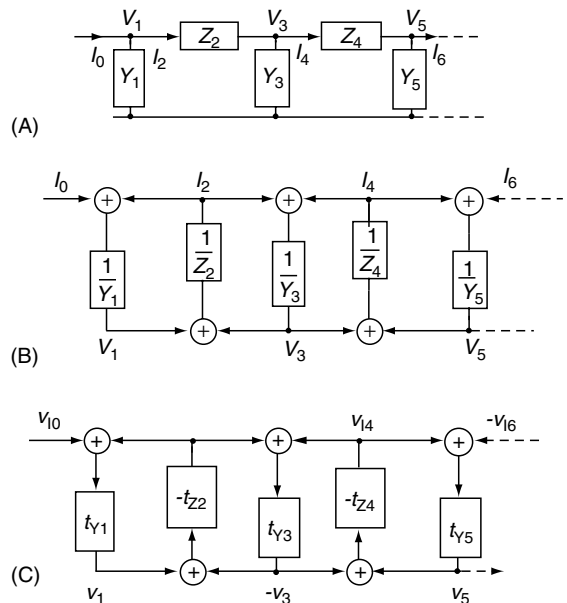 V1 V3 V5
Z2 Z4
I0 I2 I4 I6
Y1 Y3 Y5
(A)
I0 I2 I4 I6
+ + +
1/Y1 1/Z2 1/Y3 1/Z4 1/Y5
+ +
V1 V3 V5
(B)
vI0 vI4 -vI6
+ + +
tY1 -tZ2 tY3 -tZ4 tY5
+ +
(C)
v1 -v3 v5